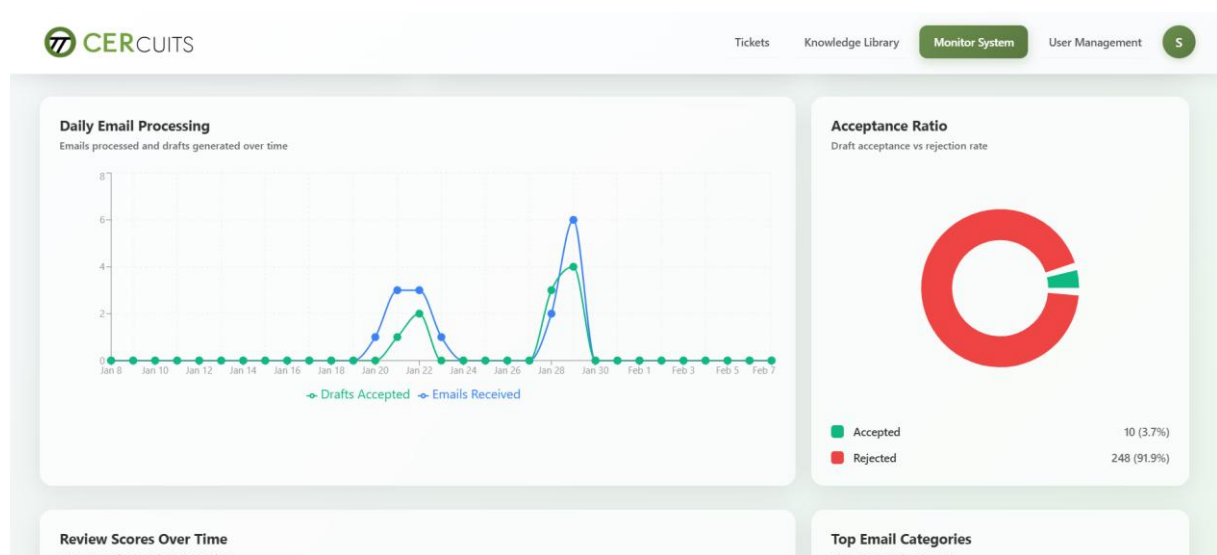 CERCUITS
Tickets Knowledge Library Monitor System User Management S
Daily Email Processing
Emails processed and drafts generated over time
8
6
4
2
0
Jan 8 Jan 10 Jan 12 Jan 14 Jan 16 Jan 18 Jan 20 Jan 22 Jan 24 Jan 26 Jan 28 Jan 30 Feb 1 Feb 3 Feb 5 Feb 7
Drafts Accepted Emails Received
Acceptance Ratio
Draft acceptance vs rejection rate
Accepted 10 (3.7%)
Rejected 248 (91.9%)
Review Scores Over Time
Top Email Categories